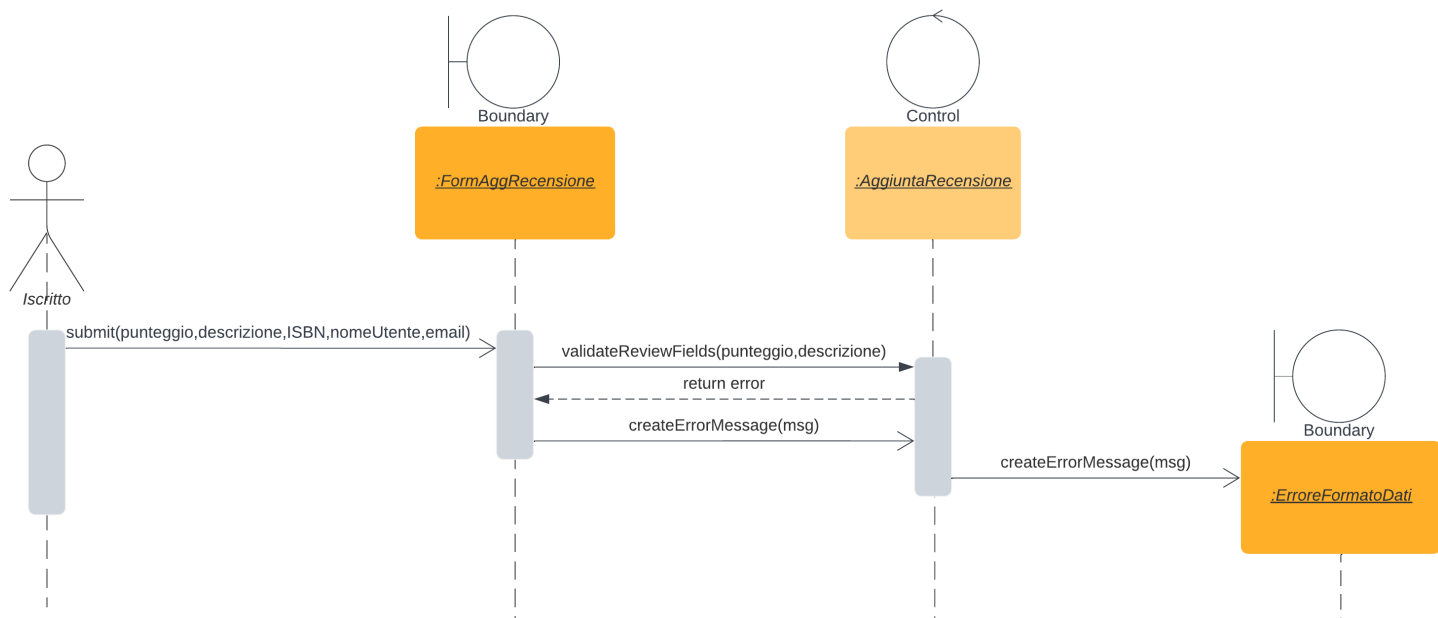 Boundary
Control
:FormAggRecensione
:AggiuntaRecensione
Iscritto
submit(punteggio,descrizione,ISBN,nomeUtente,email)
validateReviewFields(punteggio,descrizione)
return error
createErrorMessage(msg)
Boundary
createErrorMessage(msg)
:ErroreFormatoDati